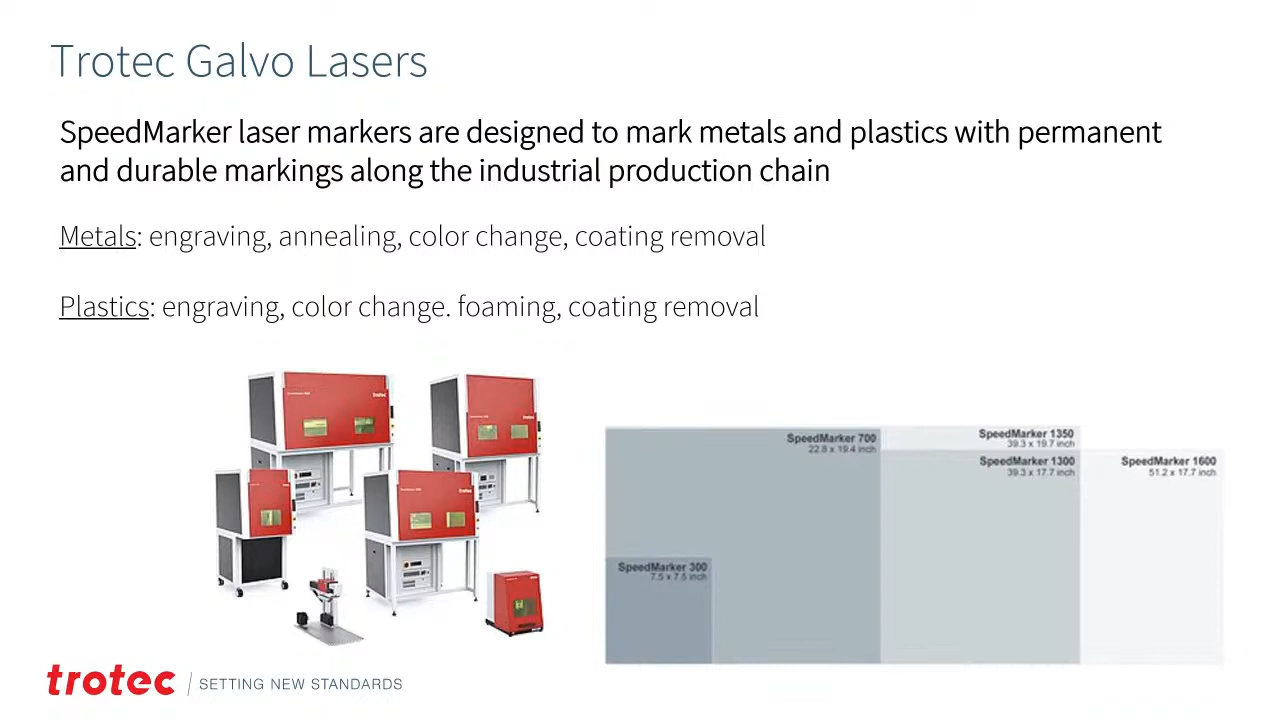 Trotec Galvo Lasers
SpeedMarker laser markers are designed to mark metals and plastics with permanent
and durable markings along the industrial production chain
Metals: engraving, annealing, color change, coating removal
Plastics: engraving, color change. foaming, coating removal
trotec
trotec
trotec
SpeedMarker 700
22.8 x 19.4 inch
SpeedMarker 1350
39.3 x 19.7 inch
SpeedMarker 1300
39.3 x 17.7 inch
SpeedMarker 1600
51.2 x 17.7 inch
SpeedMarker 300
7.5 x 7.5 inch
trotec
SETTING NEW STANDARDS